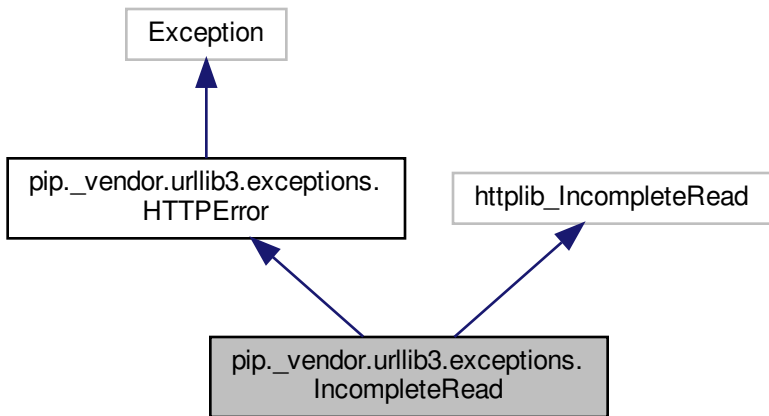 Exception
pip._vendor.urllib3.exceptions.
HTTPError
httplib_IncompleteRead
pip._vendor.urllib3.exceptions.
IncompleteRead